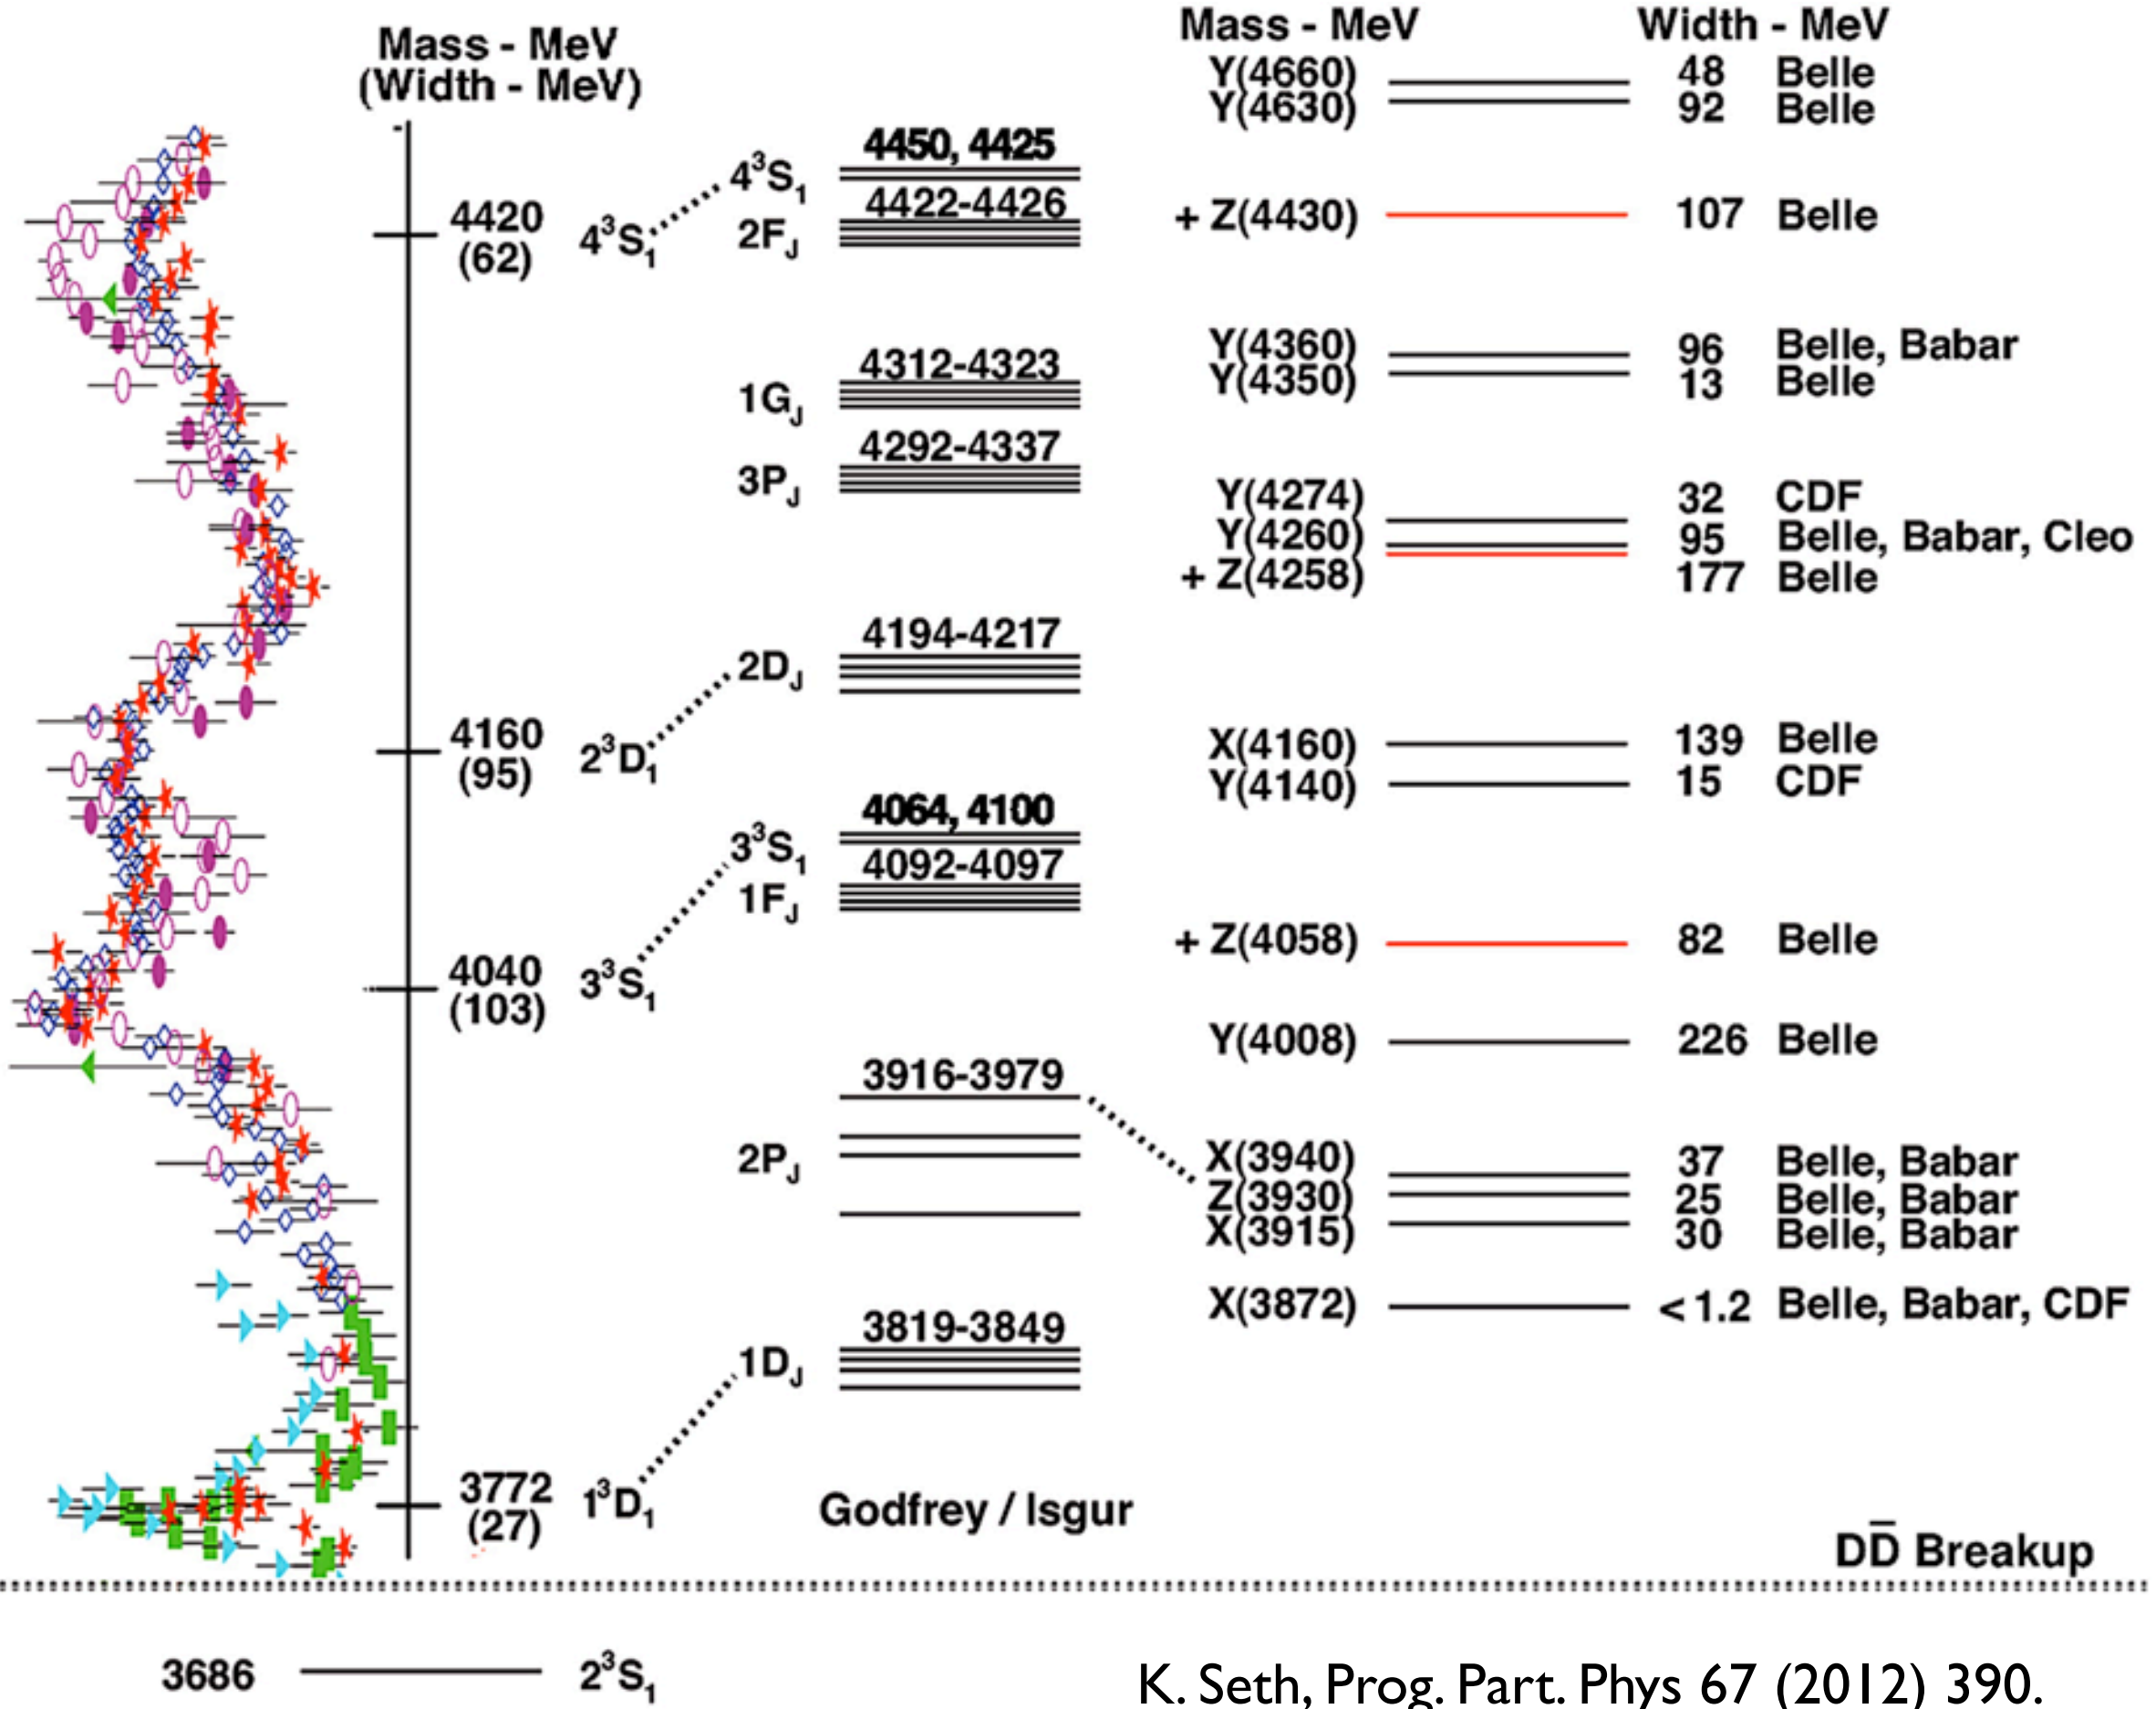 Mass - MeV
(Width - MeV)
4420
(62)
4³S₁
4160
(95)
2³D₁
4040
(103)
3³S₁
3772
(27)
1³D₁
4450, 4425
4³S₁
4422-4426
2F_J
4312-4323
1G_J
4292-4337
3P_J
4194-4217
2D_J
4064, 4100
3³S₁
4092-4097
1F_J
3916-3979
2P_J
3819-3849
1D_J
Godfrey / Isgur
Mass - MeV Width - MeV
Y(4660) 48 Belle
Y(4630) 92 Belle
+ Z(4430) 107 Belle
Y(4360) 96 Belle, Babar
Y(4350) 13 Belle
Y(4274) 32 CDF
Y(4260) 95 Belle, Babar, Cleo
+ Z(4258) 177 Belle
X(4160) 139 Belle
Y(4140) 15 CDF
+ Z(4058) 82 Belle
Y(4008) 226 Belle
X(3940) 37 Belle, Babar
Z(3930) 25 Belle, Babar
X(3915) 30 Belle, Babar
X(3872) < 1.2 Belle, Babar, CDF
DD̅ Breakup
3686 2³S₁
K. Seth, Prog. Part. Phys 67 (2012) 390.